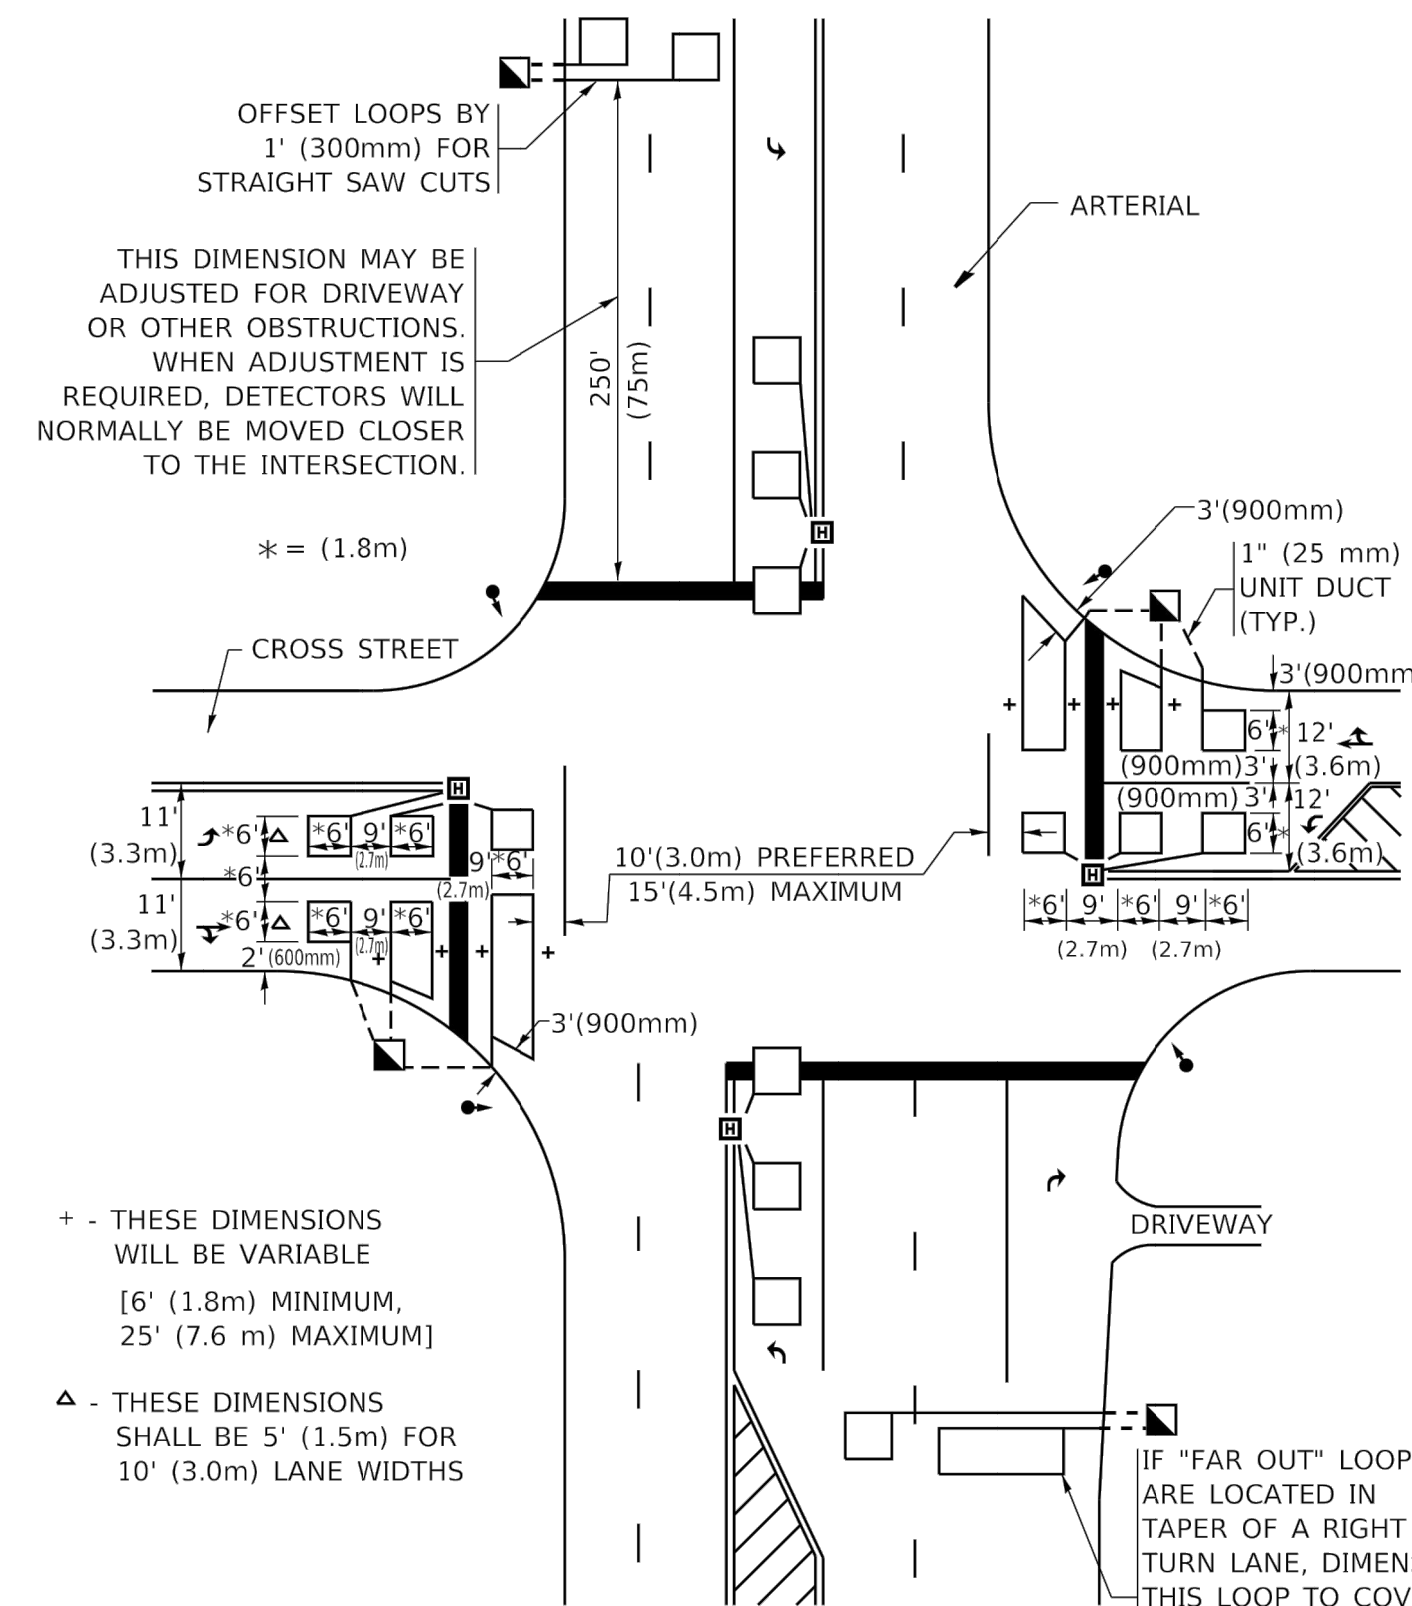 OFFSET LOOPS BY
1' (300mm) FOR
STRAIGHT SAW CUTS
ARTERIAL
THIS DIMENSION MAY BE
ADJUSTED FOR DRIVEWAY
OR OTHER OBSTRUCTIONS.
WHEN ADJUSTMENT IS
REQUIRED, DETECTORS WILL
NORMALLY BE MOVED CLOSER
TO THE INTERSECTION.
250'
(75m)
* = (1.8m)
H
3'(900mm)
1" (25 mm)
UNIT DUCT
(TYP.)
CROSS STREET
3'(900mm
6'*
12'
(3.6m)
(900mm)3'
(900mm)3'
12'
6'*
(3.6m)
H
11'
(3.3m)
*6'
*6'
9'
(2.7m)
*6'
9'
(2.7m)
*6'
*6'
11'
(3.3m)
*6'
*6'
9'
(2.7m)
*6'
2' (600mm)
10'(3.0m) PREFERRED
15'(4.5m) MAXIMUM
H
*6'
9'
*6'
9'
*6'
(2.7m)
(2.7m)
3'(900mm)
H
+ - THESE DIMENSIONS
WILL BE VARIABLE
[6' (1.8m) MINIMUM,
25' (7.6 m) MAXIMUM]
DRIVEWAY
△ - THESE DIMENSIONS
SHALL BE 5' (1.5m) FOR
10' (3.0m) LANE WIDTHS
IF "FAR OUT" LOOP
ARE LOCATED IN
TAPER OF A RIGHT
TURN LANE, DIMEN
THIS LOOP TO COV